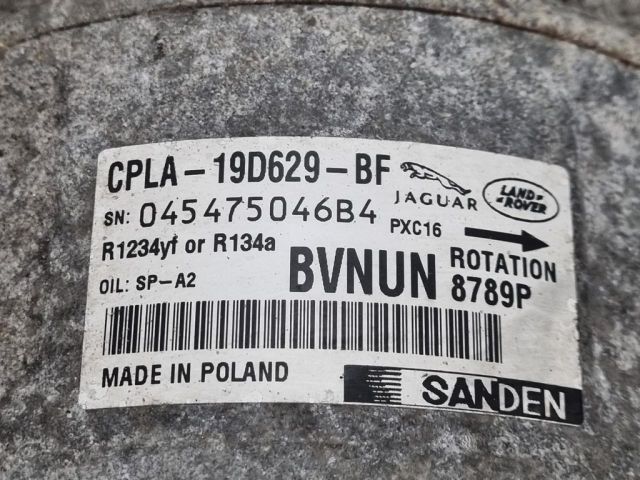 CPLA-19D629-BF
JAGUAR
LAND-ROVER
SN: 045475046B4
PXC16
R1234yf or R134a
BVNUN
ROTATION
OIL: SP-A2
8789P
MADE IN POLAND
SANDEN